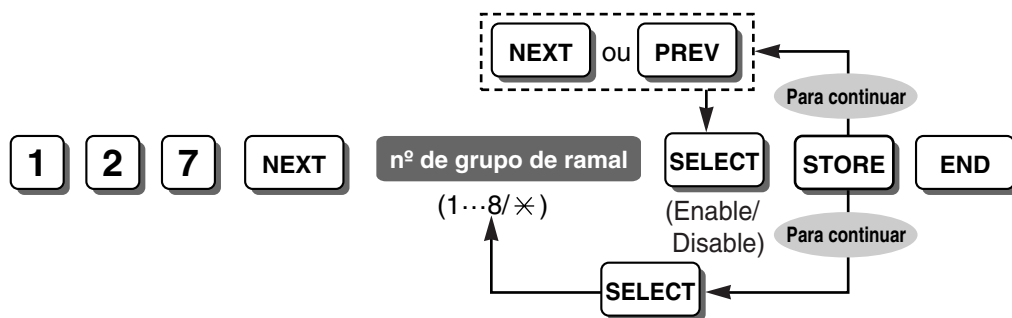 NEXT ou PREV
Para continuar
1 2 7 NEXT nº de grupo de ramal SELECT STORE END
(1···8/✳)
(Enable/
Disable)
Para continuar
SELECT